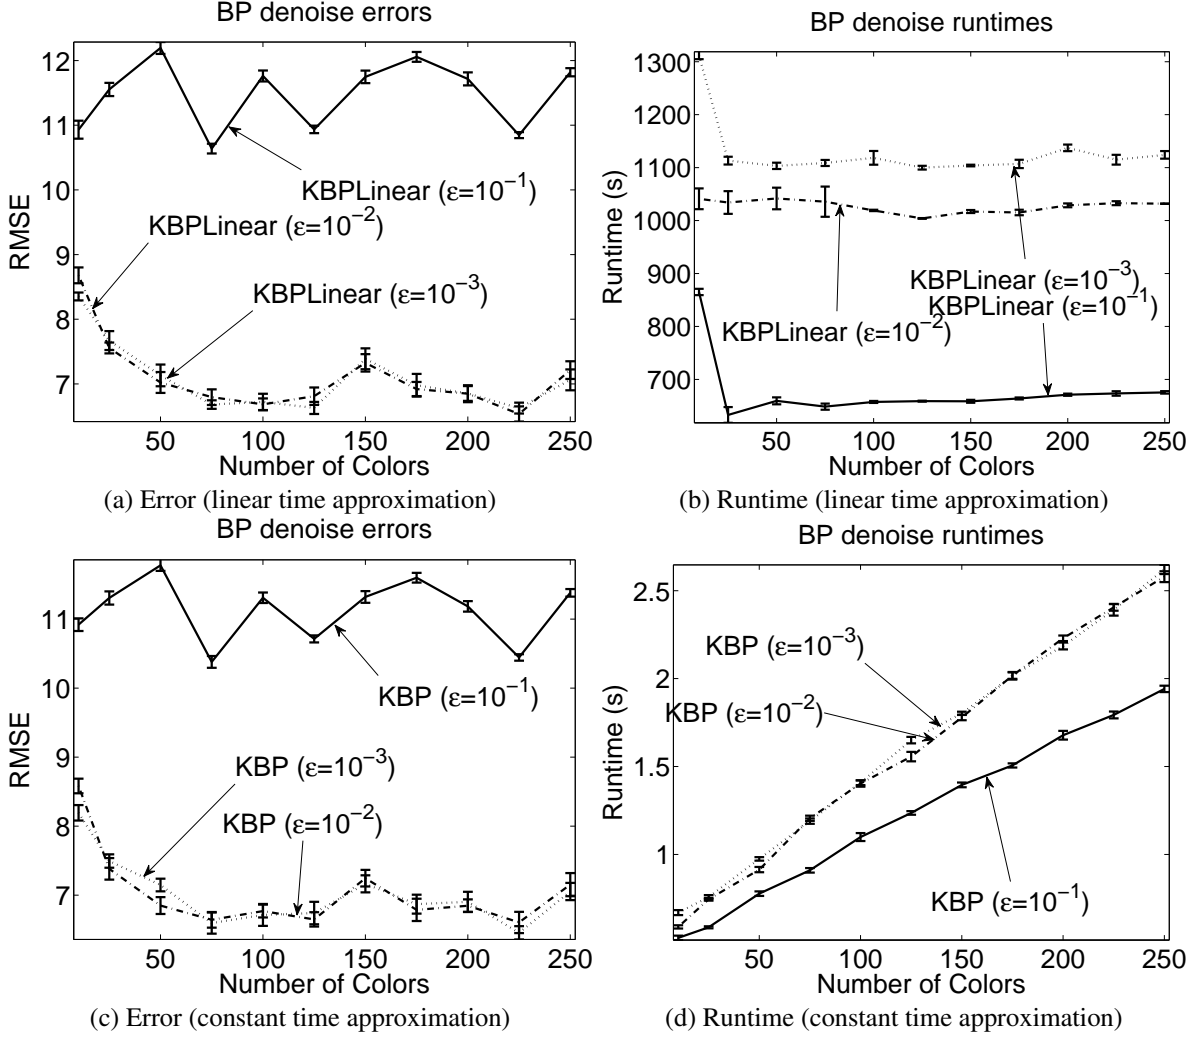 BP denoise errors
12
11
10
9
8
7
RMSE
KBPLinear (ε=10⁻¹)
KBPLinear (ε=10⁻²)
KBPLinear (ε=10⁻³)
50 100 150 200 250
Number of Colors
(a) Error (linear time approximation)
BP denoise runtimes
1300
1200
1100
1000
900
800
700
Runtime (s)
KBPLinear (ε=10⁻³)
KBPLinear (ε=10⁻¹)
KBPLinear (ε=10⁻²)
50 100 150 200 250
Number of Colors
(b) Runtime (linear time approximation)
BP denoise errors
11
10
9
8
7
RMSE
KBP (ε=10⁻¹)
KBP (ε=10⁻³)
KBP (ε=10⁻²)
50 100 150 200 250
Number of Colors
(c) Error (constant time approximation)
BP denoise runtimes
2.5
2
1.5
1
Runtime (s)
KBP (ε=10⁻³)
KBP (ε=10⁻²)
KBP (ε=10⁻¹)
50 100 150 200 250
Number of Colors
(d) Runtime (constant time approximation)